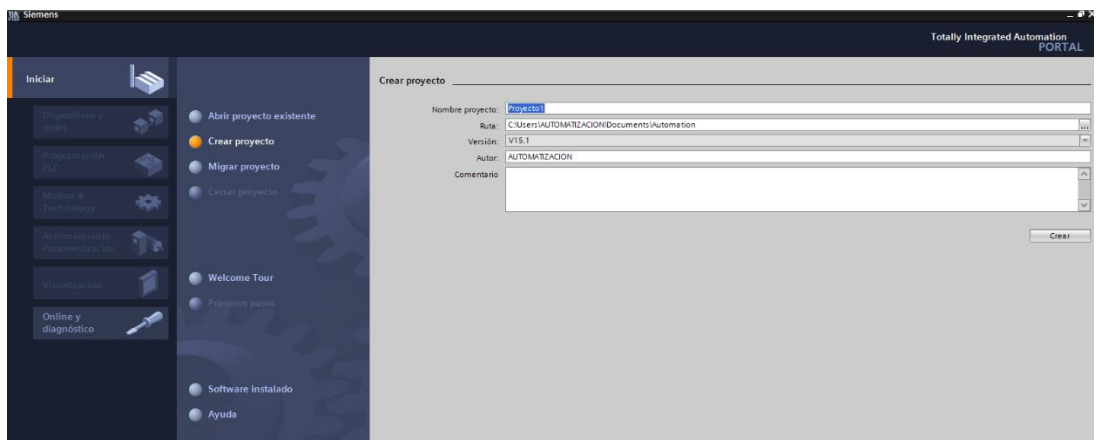 Siemens
Totally Integrated Automation
PORTAL
Iniciar
Dispositivos y
redes
Programación
PLC
Motion &
Technology
Accionamiento
Parametrización
Visualización
Online y
diagnóstico
Abrir proyecto existente
Crear proyecto
Migrar proyecto
Cerrar proyecto
Welcome Tour
Primeros pasos
Software instalado
Ayuda
Crear proyecto
Nombre proyecto: Proyecto1
Ruta: C:\Users\AUTOMATIZACION\Documents\Automation
Versión: V15.1
Autor: AUTOMATIZACION
Comentario
Crear